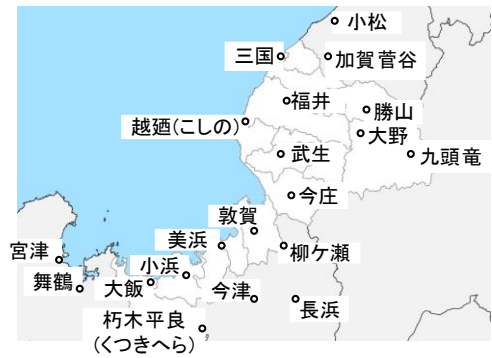 小松
三国
加賀菅谷
福井
勝山
越廼(こしの)
大野
武生
九頭竜
今庄
敦賀
美浜
柳ケ瀬
宮津
小浜
舞鶴
大飯
今津
長浜
朽木平良
(くつきへら)